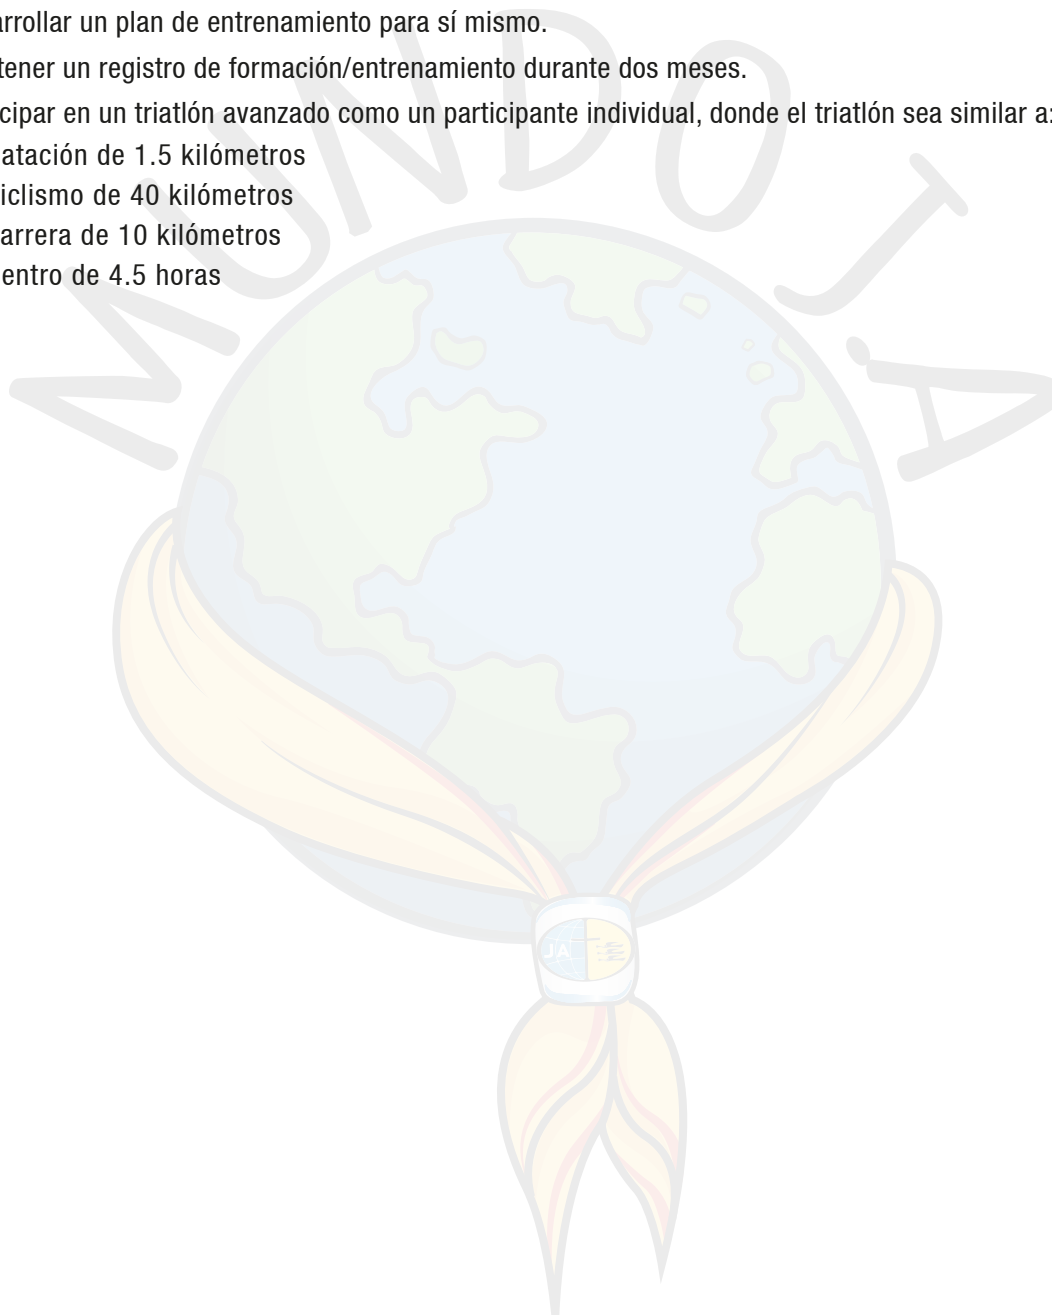 arrollar un plan de entrenamiento para sí mismo.
tener un registro de formación/entrenamiento durante dos meses.
cipar en un triatlón avanzado como un participante individual, donde el triatlón sea similar a:
atación de 1.5 kilómetros
iclismo de 40 kilómetros
arrera de 10 kilómetros
entro de 4.5 horas
MUNDO JA
JA